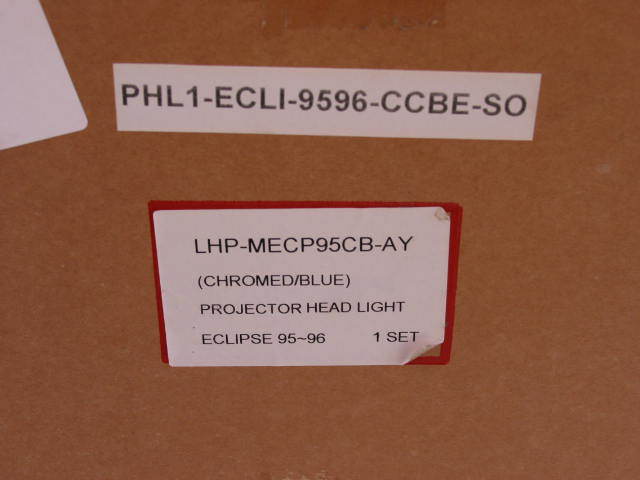 PHL1-ECLI-9596-CCBE-SO
LHP-MECP95CB-AY
(CHROMED/BLUE)
PROJECTOR HEAD LIGHT
ECLIPSE 95~96 1 SET